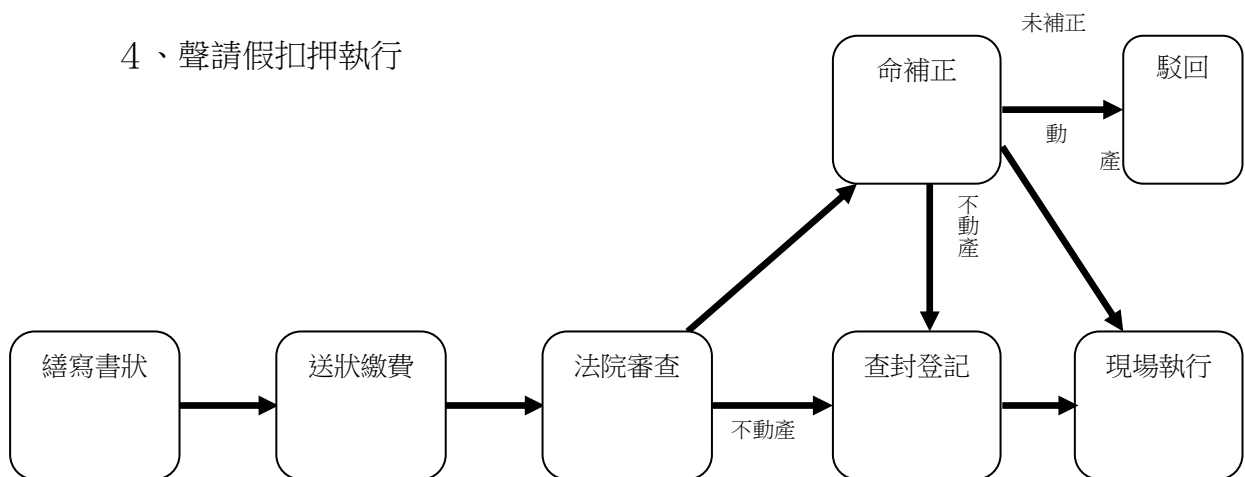 ４、聲請假扣押執行
未補正
命補正
駁回
動
產
不動產
繕寫書狀
送狀繳費
法院審查
查封登記
現場執行
不動產